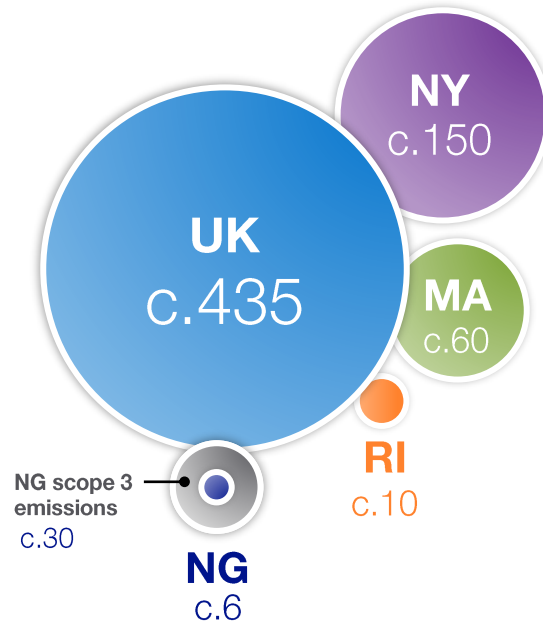 NY
c.150
UK
c.435
MA
c.60
RI
c.10
NG scope 3
emissions
c.30
NG
c.6